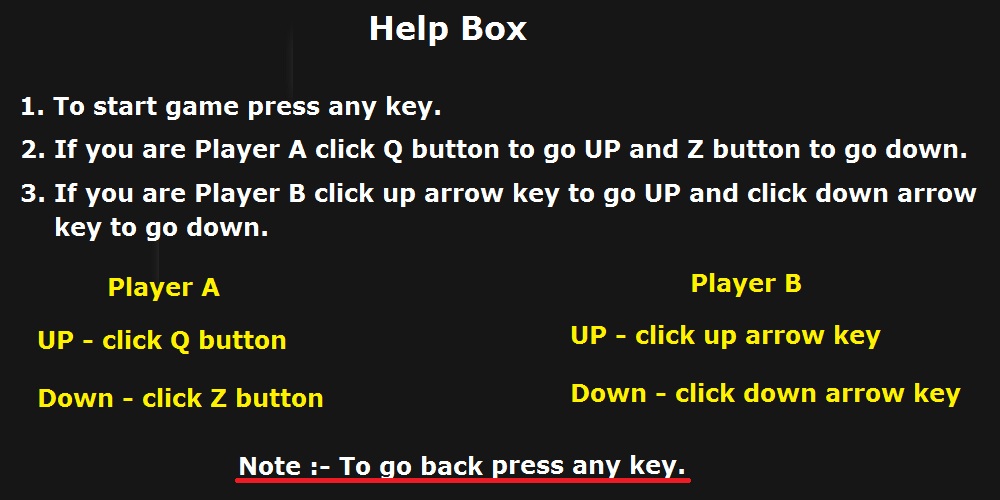 Help Box
1. To start game press any key.
2. If you are Player A click Q button to go UP and Z button to go down.
3. If you are Player B click up arrow key to go UP and click down arrow
key to go down.
Player A
UP - click Q button
Down - click Z button
Player B
UP - click up arrow key
Down - click down arrow key
Note :- To go back press any key.